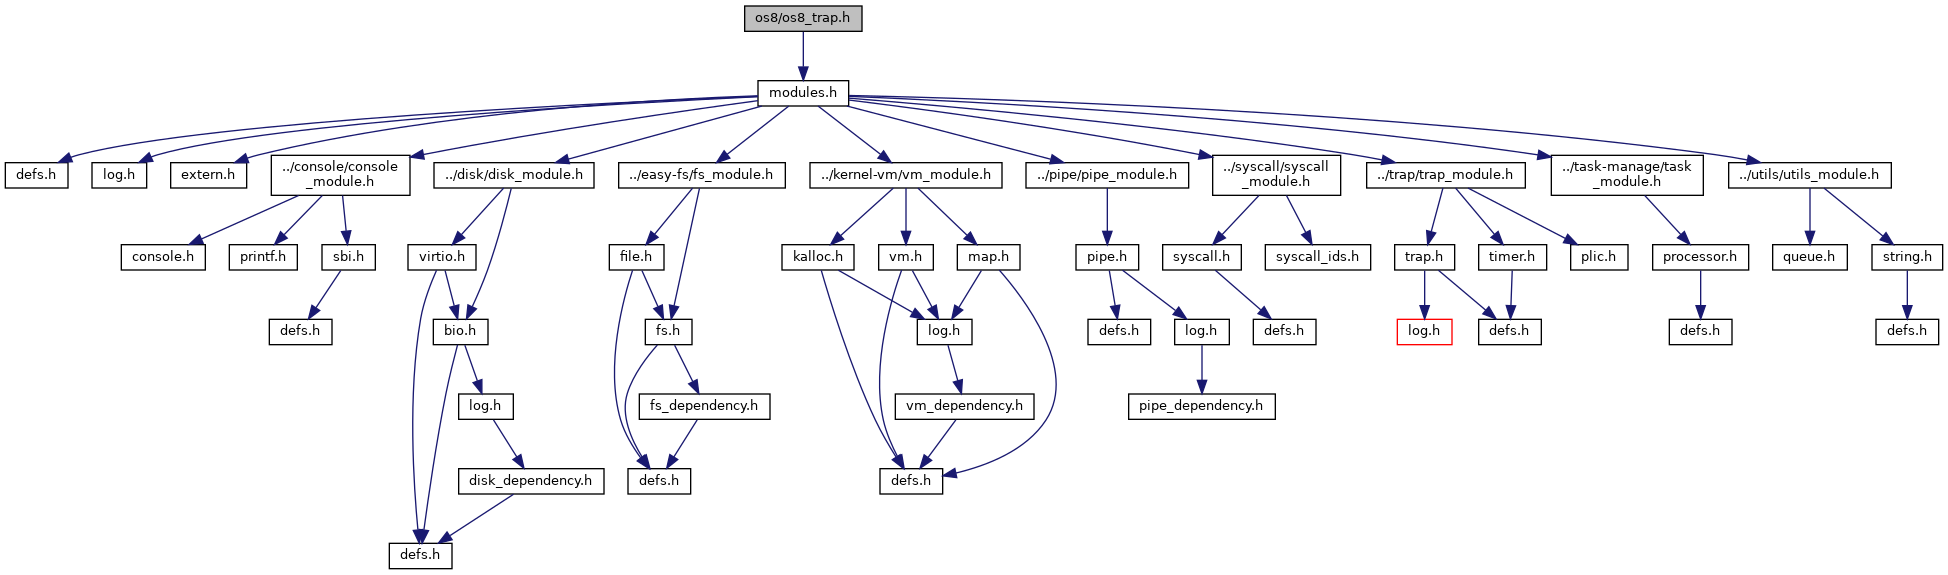 os8/os8_trap.h
modules.h
defs.h
log.h
extern.h
../console/console
_module.h
../disk/disk_module.h
../easy-fs/fs_module.h
../kernel-vm/vm_module.h
../pipe/pipe_module.h
../syscall/syscall
_module.h
../trap/trap_module.h
../task-manage/task
_module.h
../utils/utils_module.h
console.h
printf.h
sbi.h
virtio.h
file.h
kalloc.h
vm.h
map.h
pipe.h
syscall.h
syscall_ids.h
trap.h
timer.h
plic.h
processor.h
queue.h
string.h
defs.h
bio.h
fs.h
log.h
defs.h
log.h
defs.h
log.h
defs.h
defs.h
defs.h
log.h
fs_dependency.h
vm_dependency.h
pipe_dependency.h
disk_dependency.h
defs.h
defs.h
defs.h